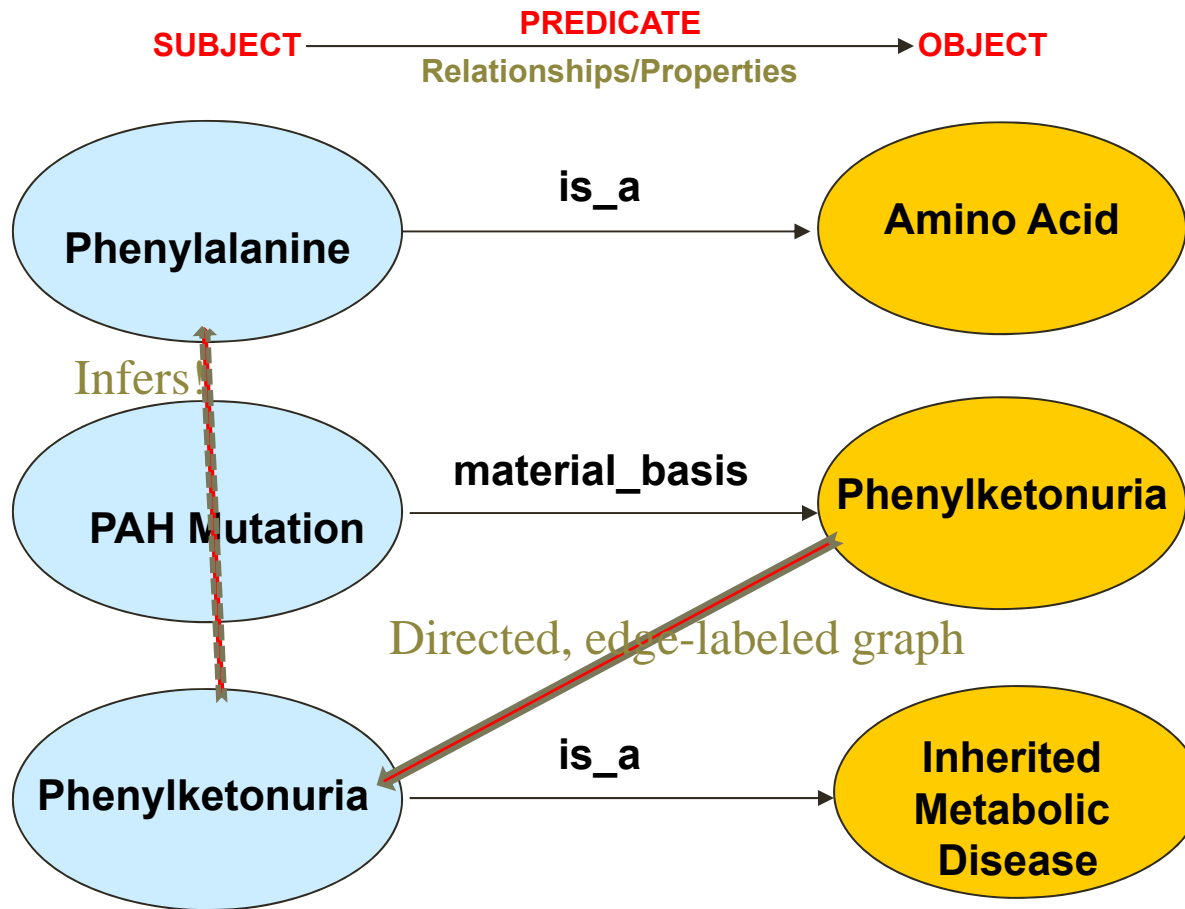 PREDICATE
SUBJECT
OBJECT
Relationships/Properties
is_a
Phenylalanine
Amino Acid
Infers!
material_basis
PAH Mutation
Phenylketonuria
Directed, edge-labeled graph
is_a
Phenylketonuria
Inherited
Metabolic
Disease